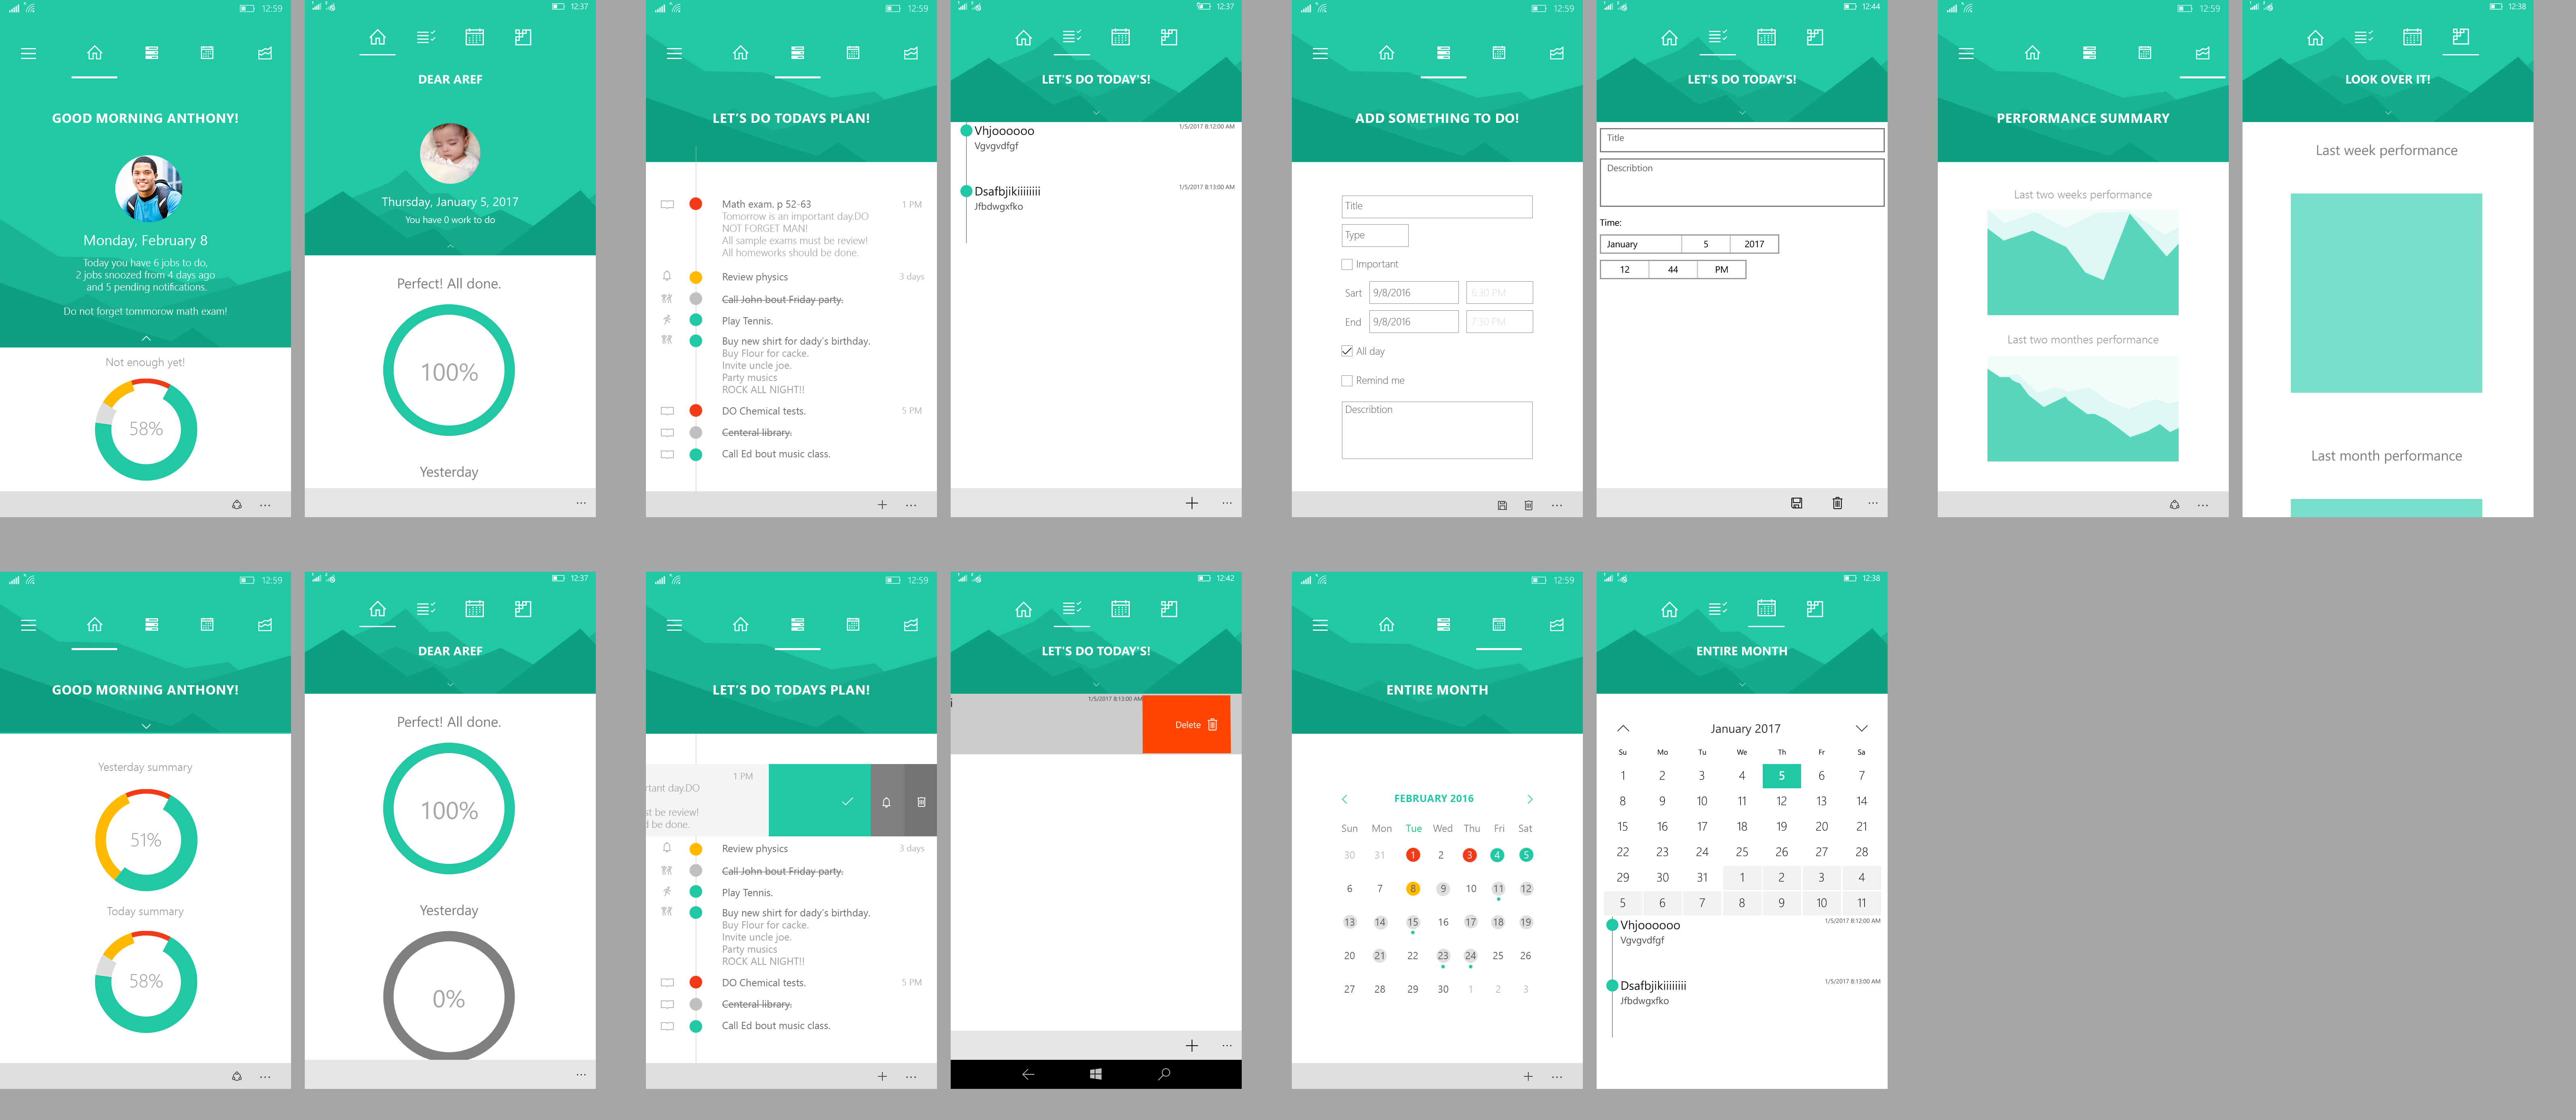 12:59
GOOD MORNING ANTHONY!
Monday, February 8
Today you have 6 jobs to do,
2 jobs snoozed from 4 days ago
and 5 pending notifications.
Do not forget tommorow math exam!
Not enough yet!
58%
12:37
DEAR AREF
Thursday, January 5, 2017
You have 0 work to do
Perfect! All done.
100%
Yesterday
12:59
LET'S DO TODAYS PLAN!
Math exam. p 52-63 1 PM
Tomorrow is an important day.DO
NOT FORGET MAN!
All sample exams must be review!
All homeworks should be done.
Review physics 3 days
Call John bout Friday party.
Play Tennis.
Buy new shirt for dady's birthday.
Buy Flour for cacke.
Invite uncle joe.
Party musics
ROCK ALL NIGHT!!
DO Chemical tests. 5 PM
Centeral library.
Call Ed bout music class.
12:37
LET'S DO TODAY'S!
Vhjoooooo 1/5/2017 8:12:00 AM
Vgvgvdfgf
Dsafbjikiiiiiiii 1/5/2017 8:13:00 AM
Jfbdwgxfko
12:59
ADD SOMETHING TO DO!
Title
Type
Important
Sart 9/8/2016 6:30 PM
End 9/8/2016 7:30 PM
All day
Remind me
Describtion
12:44
LET'S DO TODAY'S!
Title
Describtion
Time:
January 5 2017
12 44 PM
12:59
PERFORMANCE SUMMARY
Last two weeks performance
Last two monthes performance
12:38
LOOK OVER IT!
Last week performance
Last month performance
12:59
GOOD MORNING ANTHONY!
Yesterday summary
51%
Today summary
58%
12:37
DEAR AREF
Perfect! All done.
100%
Yesterday
0%
12:59
LET'S DO TODAYS PLAN!
1 PM
rtant day.DO
st be review!
d be done.
Review physics 3 days
Call John bout Friday party.
Play Tennis.
Buy new shirt for dady's birthday.
Buy Flour for cacke.
Invite uncle joe.
Party musics
ROCK ALL NIGHT!!
DO Chemical tests. 5 PM
Centeral library.
Call Ed bout music class.
12:42
LET'S DO TODAY'S!
i 1/5/2017 8:13:00 AM
Delete
12:59
ENTIRE MONTH
FEBRUARY 2016
Sun Mon Tue Wed Thu Fri Sat
30 31 1 2 3 4 5
6 7 8 9 10 11 12
13 14 15 16 17 18 19
20 21 22 23 24 25 26
27 28 29 30 1 2 3
12:38
ENTIRE MONTH
January 2017
Su Mo Tu We Th Fr Sa
1 2 3 4 5 6 7
8 9 10 11 12 13 14
15 16 17 18 19 20 21
22 23 24 25 26 27 28
29 30 31 1 2 3 4
5 6 7 8 9 10 11
Vhjoooooo 1/5/2017 8:12:00 AM
Vgvgvdfgf
Dsafbjikiiiiiiii 1/5/2017 8:13:00 AM
Jfbdwgxfko